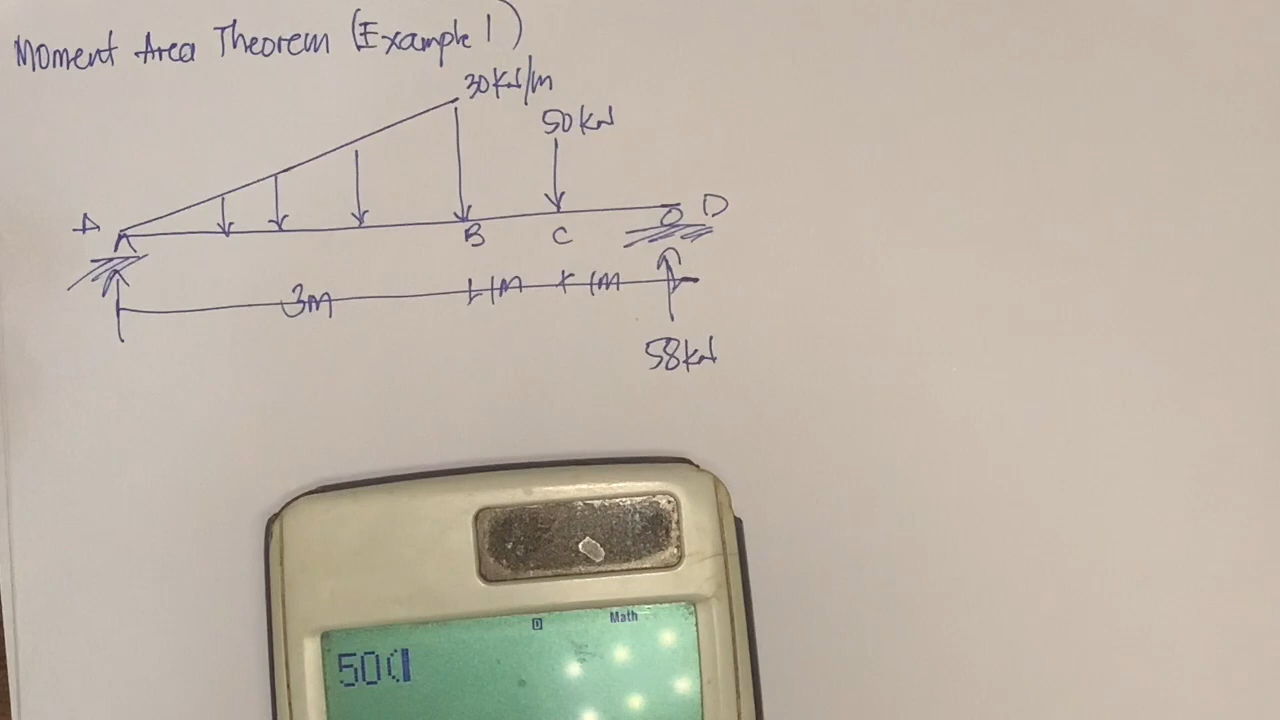 Moment Area Theorem (Example 1)
30kN/m
50kN
A
B
C
D
3m
1m
1m
58kN
D Math
50(